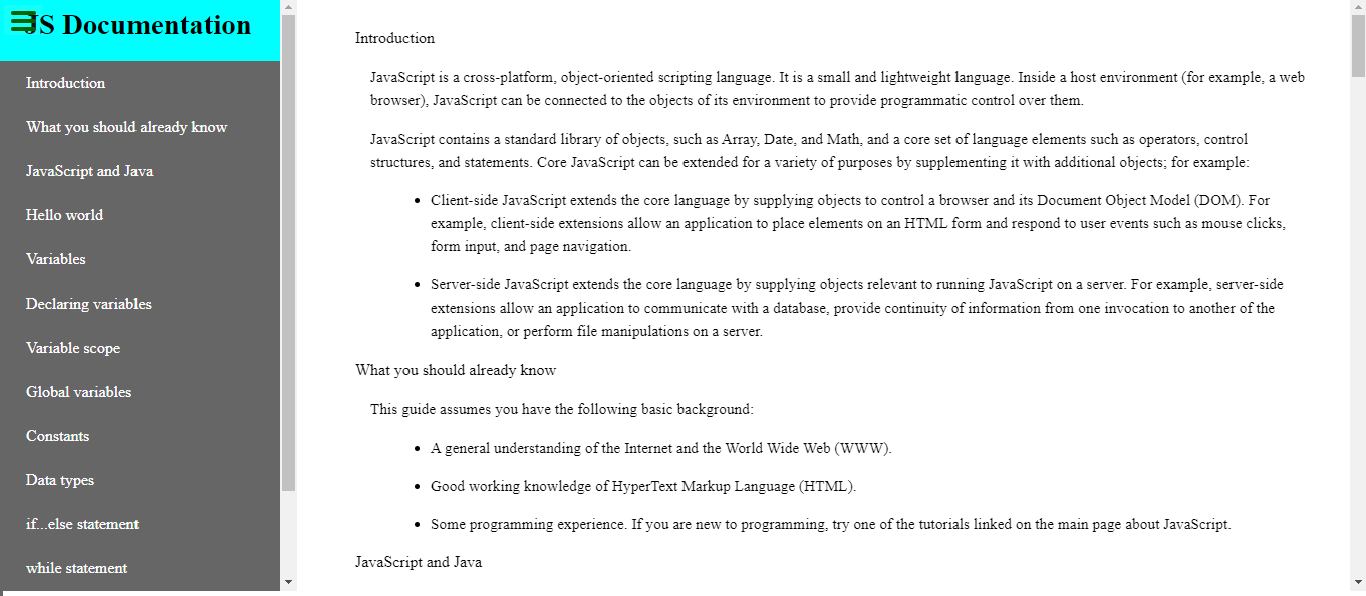 JS Documentation
Introduction
What you should already know
JavaScript and Java
Hello world
Variables
Declaring variables
Variable scope
Global variables
Constants
Data types
if...else statement
while statement
Introduction
JavaScript is a cross-platform, object-oriented scripting language. It is a small and lightweight language. Inside a host environment (for example, a web
browser), JavaScript can be connected to the objects of its environment to provide programmatic control over them.
JavaScript contains a standard library of objects, such as Array, Date, and Math, and a core set of language elements such as operators, control
structures, and statements. Core JavaScript can be extended for a variety of purposes by supplementing it with additional objects; for example:
• Client-side JavaScript extends the core language by supplying objects to control a browser and its Document Object Model (DOM). For
example, client-side extensions allow an application to place elements on an HTML form and respond to user events such as mouse clicks,
form input, and page navigation.
• Server-side JavaScript extends the core language by supplying objects relevant to running JavaScript on a server. For example, server-side
extensions allow an application to communicate with a database, provide continuity of information from one invocation to another of the
application, or perform file manipulations on a server.
What you should already know
This guide assumes you have the following basic background:
• A general understanding of the Internet and the World Wide Web (WWW).
• Good working knowledge of HyperText Markup Language (HTML).
• Some programming experience. If you are new to programming, try one of the tutorials linked on the main page about JavaScript.
JavaScript and Java